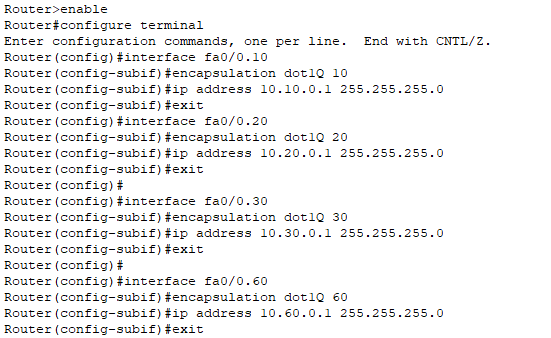 Router>enable
Router#configure terminal
Enter configuration commands, one per line.  End with CNTL/Z.
Router(config)#interface fa0/0.10
Router(config-subif)#encapsulation dot1Q 10
Router(config-subif)#ip address 10.10.0.1 255.255.255.0
Router(config-subif)#exit
Router(config)#interface fa0/0.20
Router(config-subif)#encapsulation dot1Q 20
Router(config-subif)#ip address 10.20.0.1 255.255.255.0
Router(config-subif)#exit
Router(config)#
Router(config)#interface fa0/0.30
Router(config-subif)#encapsulation dot1Q 30
Router(config-subif)#ip address 10.30.0.1 255.255.255.0
Router(config-subif)#exit
Router(config)#
Router(config)#interface fa0/0.60
Router(config-subif)#encapsulation dot1Q 60
Router(config-subif)#ip address 10.60.0.1 255.255.255.0
Router(config-subif)#exit